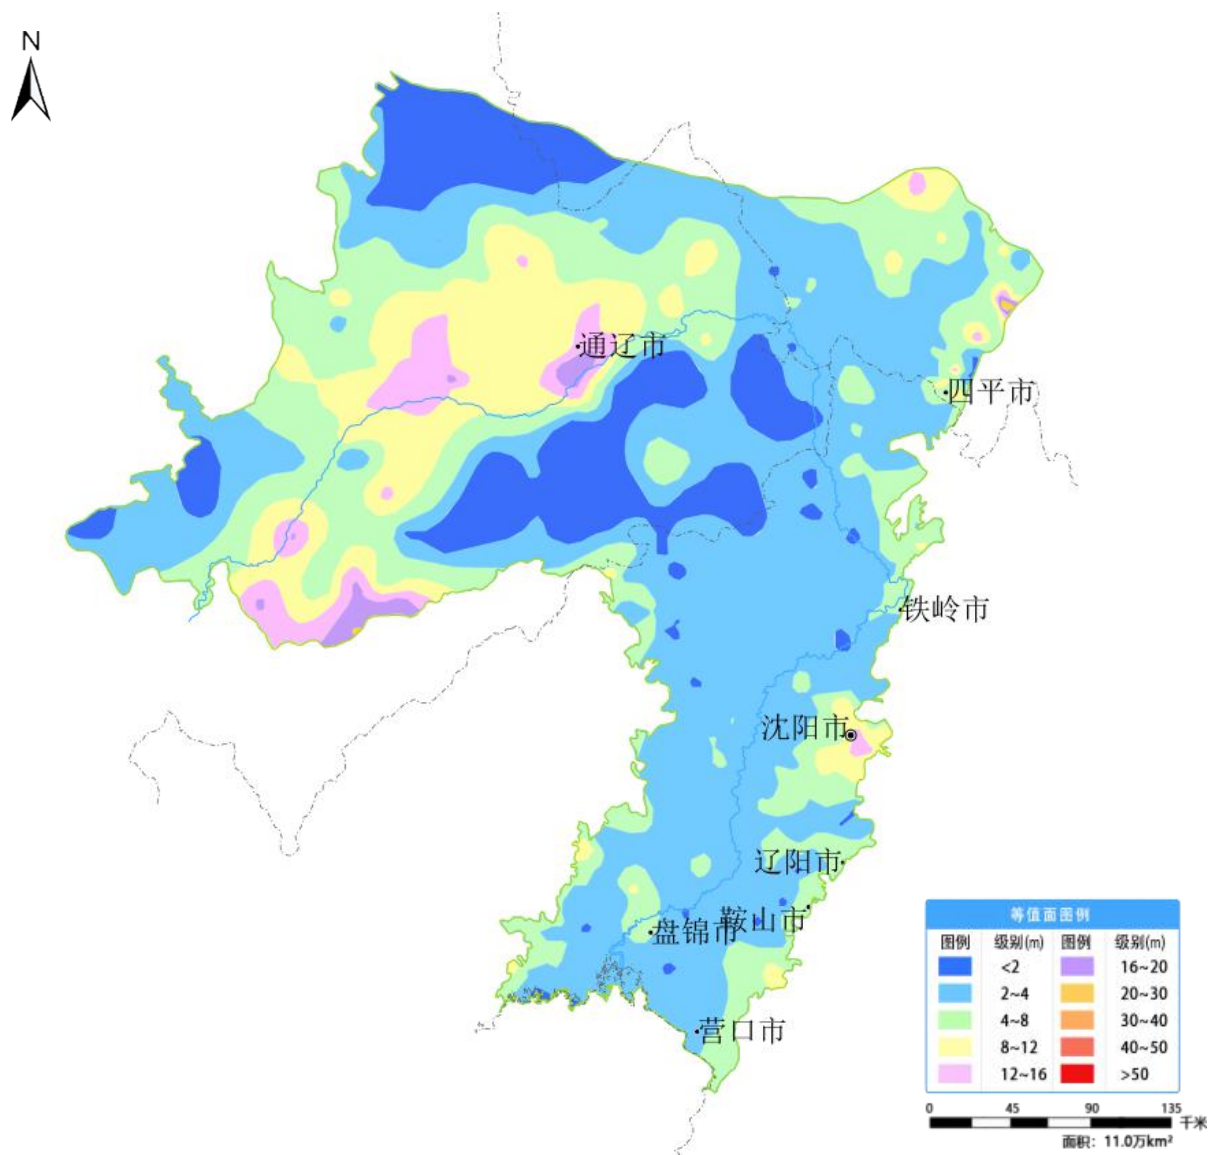 N
通辽市
四平市
铁岭市
沈阳市
辽阳市
鞍山市
盘锦市
营口市
等值面图例
图例 级别(m) 图例 级别(m)
<2 16~20
2~4 20~30
4~8 30~40
8~12 40~50
12~16 >50
0 45 90 135
千米
面积：11.0万km²